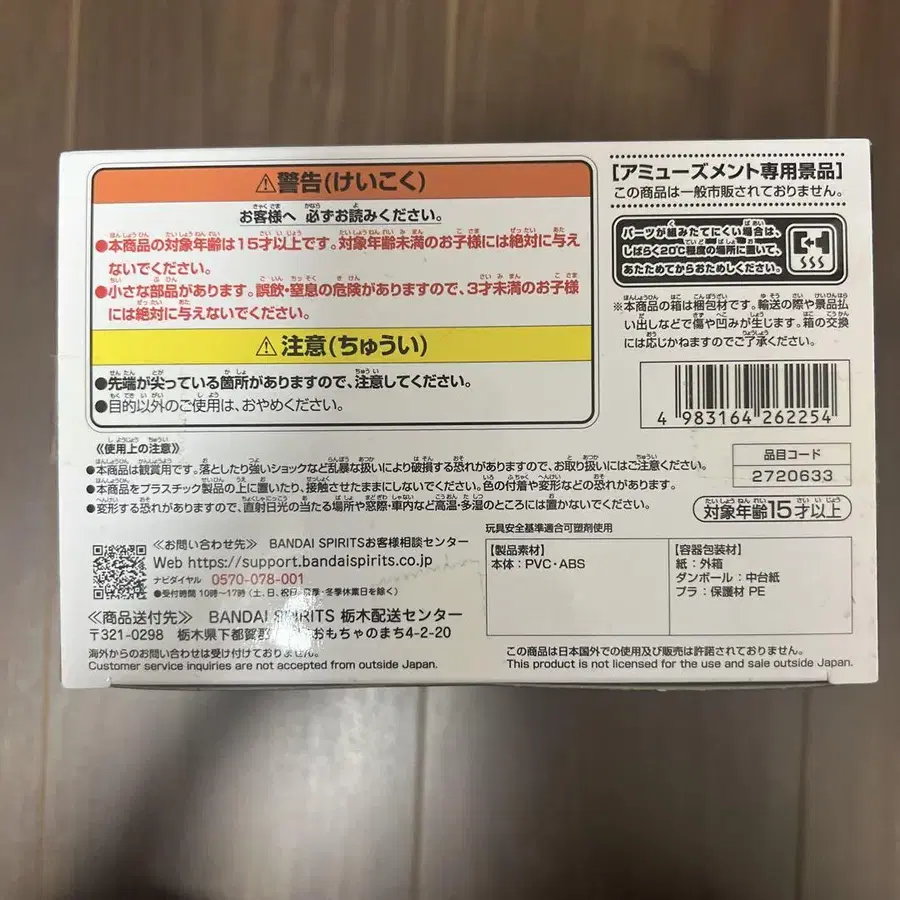 ⚠警告(けいこく)
お客様へ 必ずお読みください。
●本商品の対象年齢は15才以上です。対象年齢未満のお子様には絶対に与え
ないでください。
●小さな部品があります。誤飲・窒息の危険がありますので、3才未満のお子様
には絶対に与えないでください。
⚠注意(ちゅうい)
●先端が尖っている箇所がありますので、注意してください。
●目的以外のご使用は、おやめください。
[アミューズメント専用景品]
この商品は一般市販されておりません。
パーツが組みたてにくい場合は、
しばらく20℃程度の場所に置いて、
あたためてからおためしください。
※本商品の箱は梱包材です。輸送の際や景品払
い出しなどで傷や凹みが生じます。箱の交換
には応じかねますのでご了承ください。
4 983164 262254
品目コード
2720633
対象年齢15才以上
《使用上の注意》
●本商品は観賞用です。落としたり強いショックなど乱暴な扱いにより破損する恐れがありますので、お取り扱いにはご注意ください。
●本商品をプラスチック製品の上に置いたり、接触させたままにしないでください。色の付着や変形などの恐れがあります。
●変形する恐れがありますので、直射日光の当たる場所や窓際、車内など高温・多湿のところには置かないでください。
玩具安全基準適合可塑剤使用
≪お問い合わせ先≫ BANDAI SPIRITSお客様相談センター
Web https://support.bandaispirits.co.jp
ナビダイヤル 0570-078-001
●受付時間 10時〜17時(土、日、祝日、夏季・冬季休業日を除く)
≪商品送付先≫ BANDAI SPIRITS 栃木配送センター
〒321-0298 栃木県下都賀郡 おもちゃのまち4-2-20
海外からのお問い合わせは受け付けておりません。
Customer service inquiries are not accepted from outside Japan.
【製品素材】
本体:PVC・ABS
【容器包装材】
紙:外箱
ダンボール:中台紙
プラ:保護材 PE
この商品は日本国外での使用及び販売は許諾されておりません。
This product is not licensed for the use and sale outside Japan.